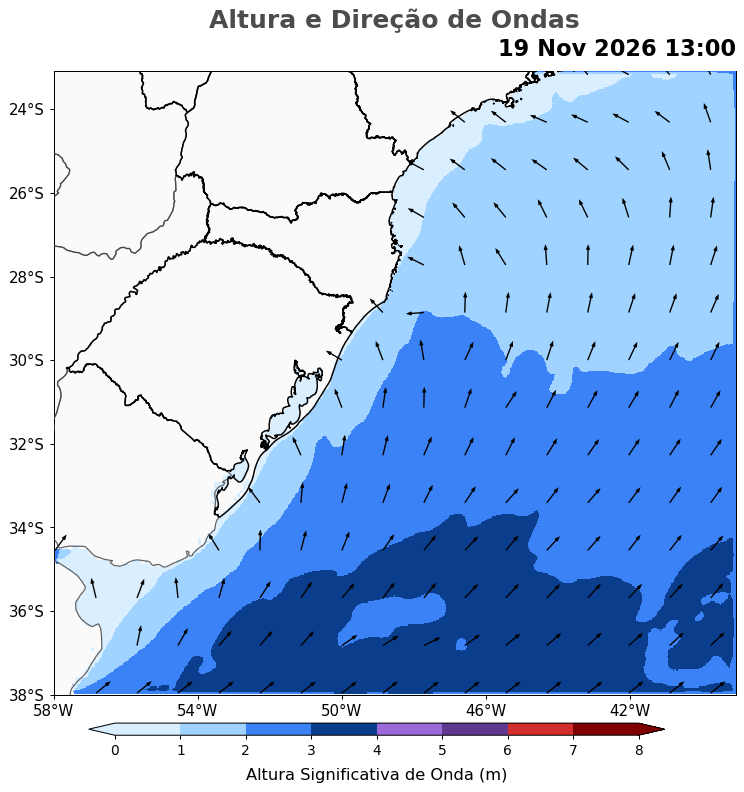 Altura e Direção de Ondas
19 Nov 2026 13:00
24°S
26°S
28°S
30°S
32°S
34°S
36°S
38°S
58°W 54°W 50°W 46°W 42°W
0 1 2 3 4 5 6 7 8
Altura Significativa de Onda (m)